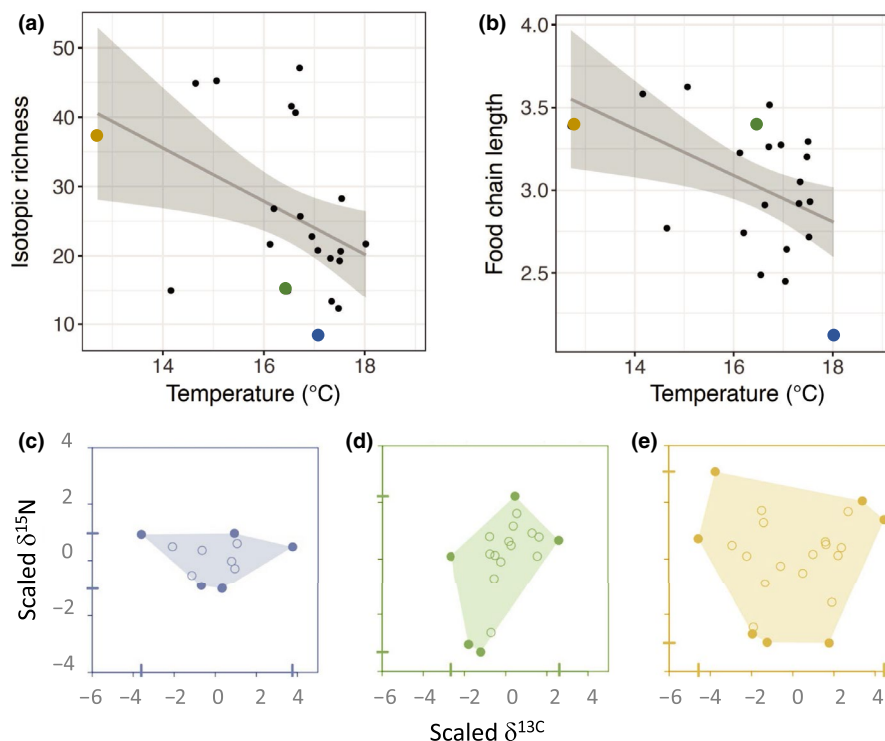 (a)
50
40
30
20
10
Isotopic richness
14 16 18
Temperature (°C)
(b)
4.0
3.5
3.0
2.5
Food chain length
14 16 18
Temperature (°C)
(c)
4
2
0
−2
−4
Scaled δ15N
−6 −4 −2 0 2 4
(d)
−6 −4 −2 0 2 4
(e)
−6 −4 −2 0 2 4
Scaled δ13C